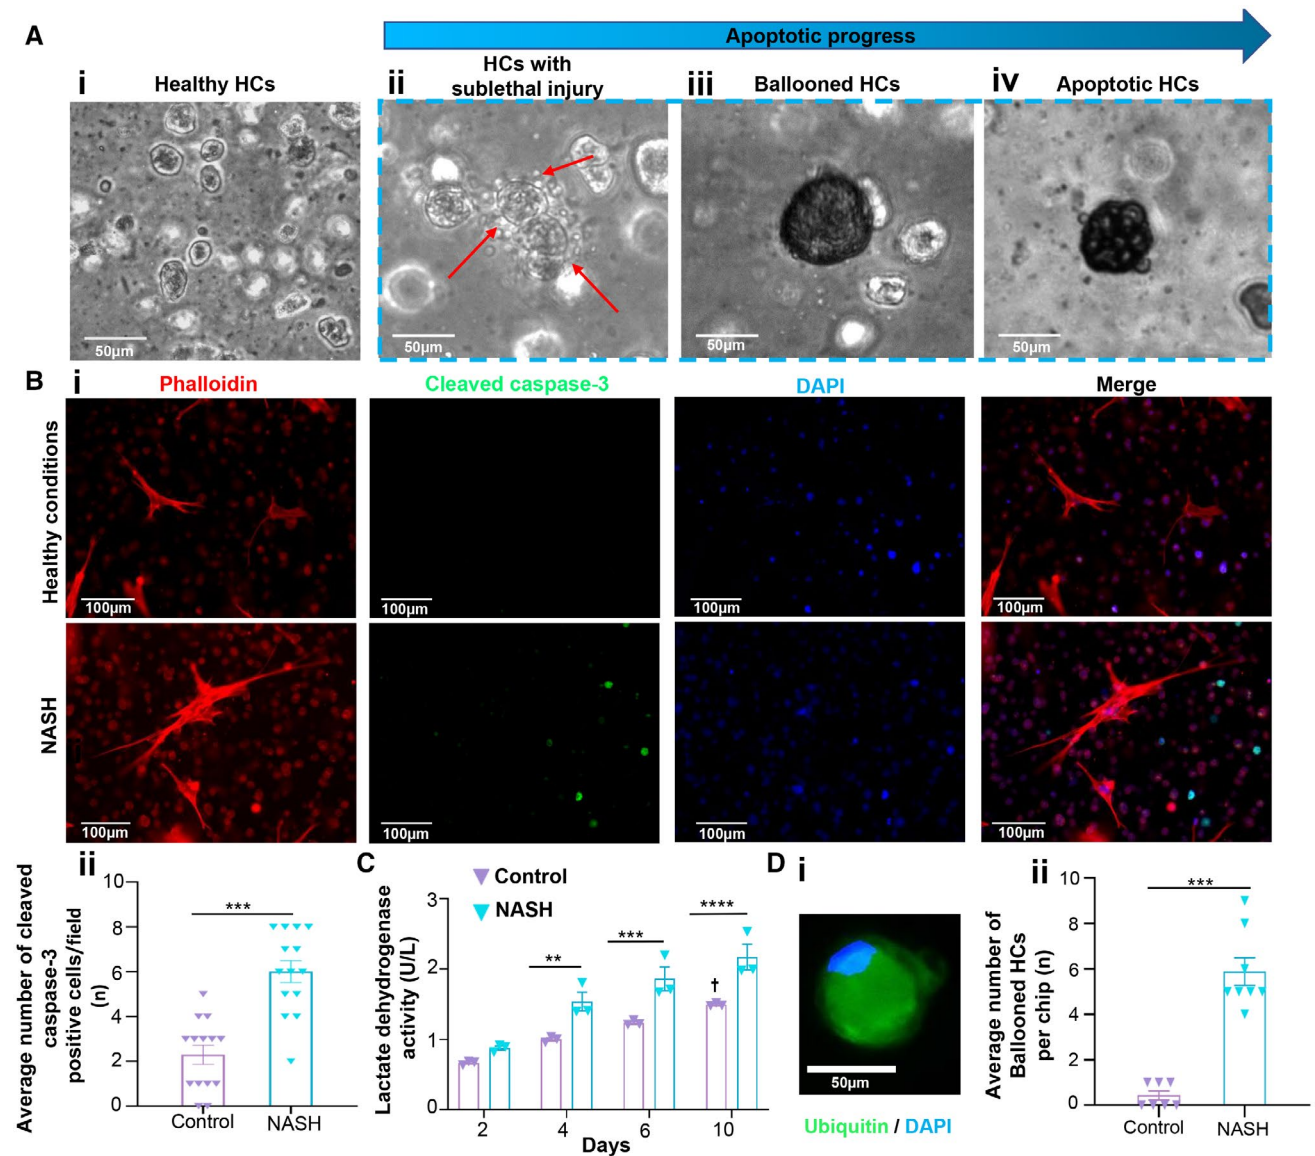 A
Apoptotic progress
i
Healthy HCs
ii
HCs with
sublethal injury
iii
Ballooned HCs
iv
Apoptotic HCs
50µm
50µm
50µm
50µm
B
i
Phalloidin
Cleaved caspase-3
DAPI
Merge
Healthy conditions
100µm
100µm
100µm
100µm
NASH
100µm
100µm
100µm
100µm
ii
Average number of cleaved
caspase-3
positive cells/field
(n)
10
8
6
4
2
0
***
Control
NASH
C
Control
NASH
Lactate dehydrogenase
activity (U/L)
3
2
1
0
**
***
****
†
2
4
6
10
Days
D
i
50µm
Ubiquitin / DAPI
ii
Average number of
Ballooned HCs
per chip (n)
10
8
6
4
2
0
***
Control
NASH